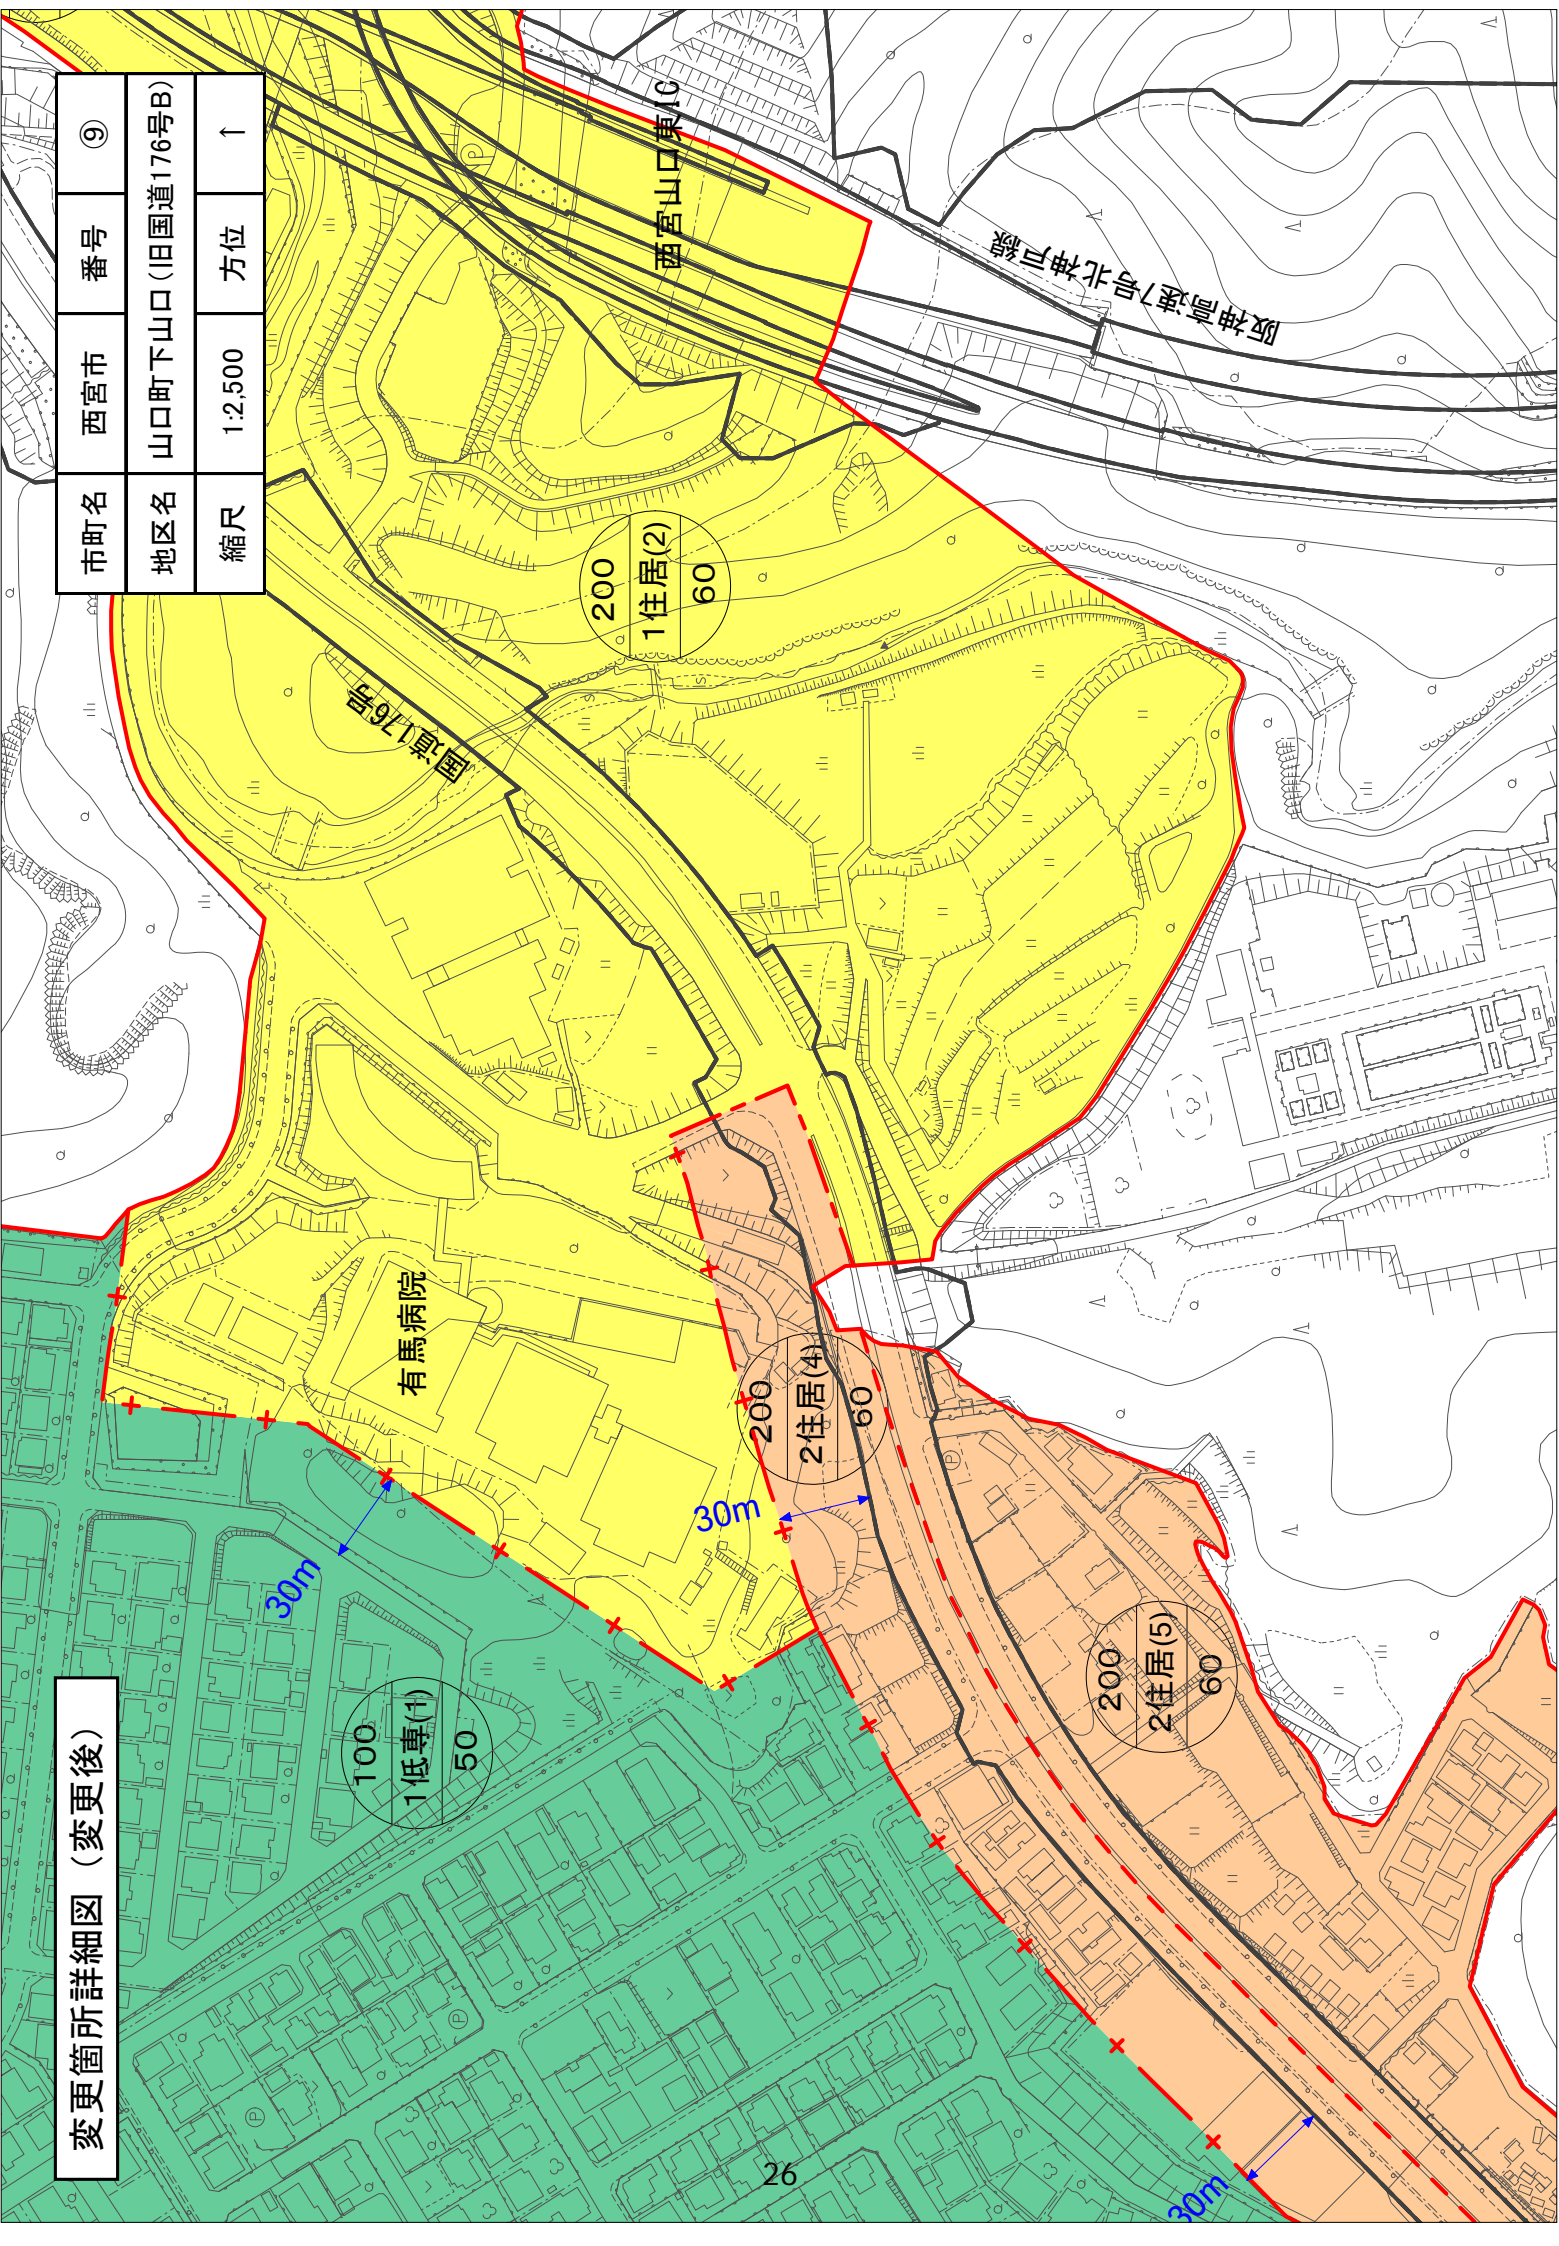 変更箇所詳細図（変更後）
市町名 西宮市 番号 ⑨
地区名 山口町下山口(旧国道176号B)
縮尺 1:2,500 方位 ↑
西宮山口東IC
阪神高速7号北神戸線
国道176号
200
1住居(2)
60
有馬病院
200
2住居(4)
60
30m
30m
100
1低専(1)
50
200
2住居(5)
60
30m
26